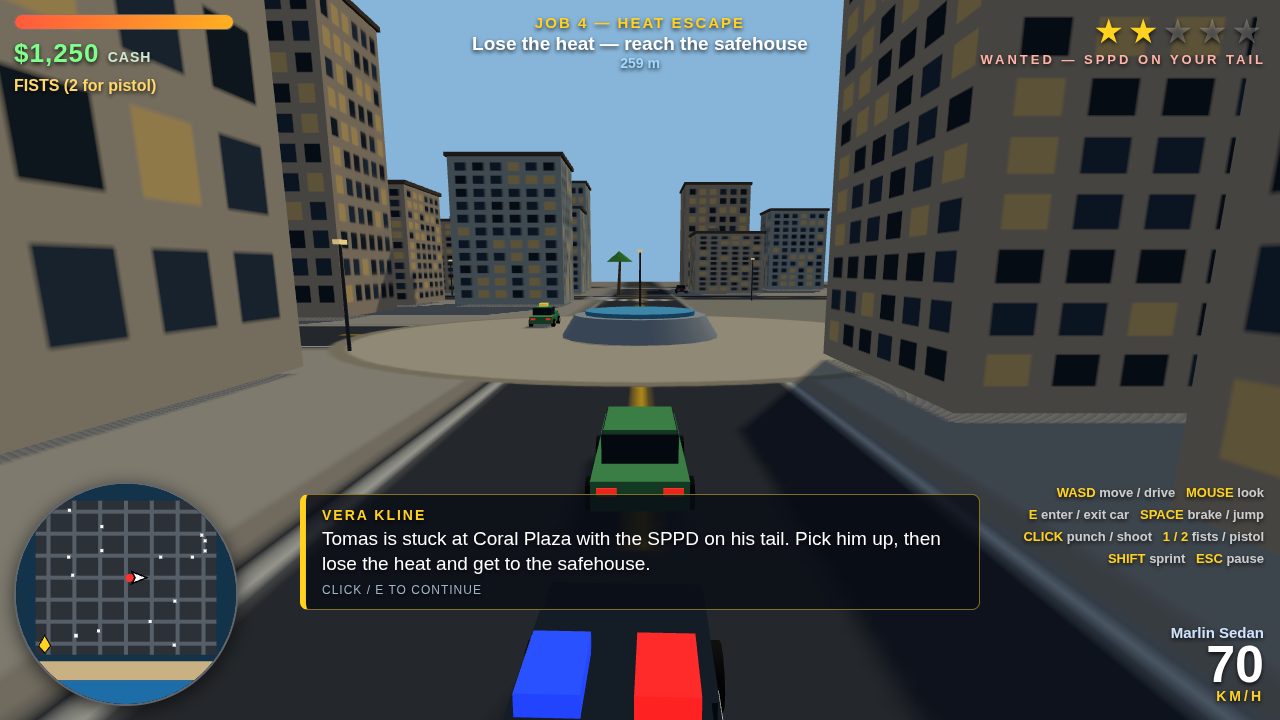 $1,250 CASH
FISTS (2 for pistol)
JOB 4 — HEAT ESCAPE
Lose the heat — reach the safehouse
259 m
WANTED — SPPD ON YOUR TAIL
VERA KLINE
Tomas is stuck at Coral Plaza with the SPPD on his tail. Pick him up, then
lose the heat and get to the safehouse.
CLICK / E TO CONTINUE
WASD move / drive MOUSE look
E enter / exit car SPACE brake / jump
CLICK punch / shoot 1 / 2 fists / pistol
SHIFT sprint ESC pause
Marlin Sedan
70
KM/H